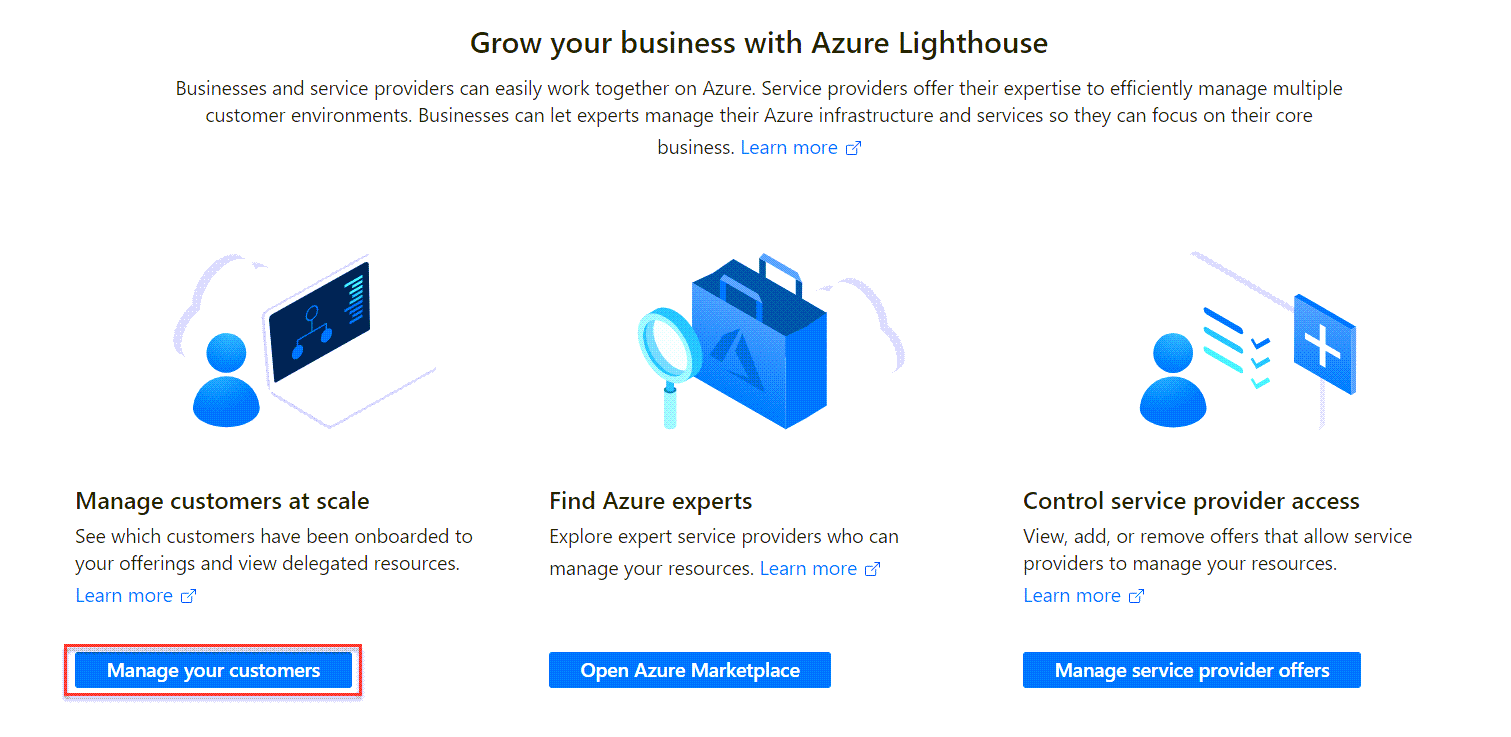 Grow your business with Azure Lighthouse
Businesses and service providers can easily work together on Azure. Service providers offer their expertise to efficiently manage multiple
customer environments. Businesses can let experts manage their Azure infrastructure and services so they can focus on their core
business. Learn more
Manage customers at scale
See which customers have been onboarded to
your offerings and view delegated resources.
Learn more
Manage your customers
Find Azure experts
Explore expert service providers who can
manage your resources. Learn more
Open Azure Marketplace
Control service provider access
View, add, or remove offers that allow service
providers to manage your resources.
Learn more
Manage service provider offers